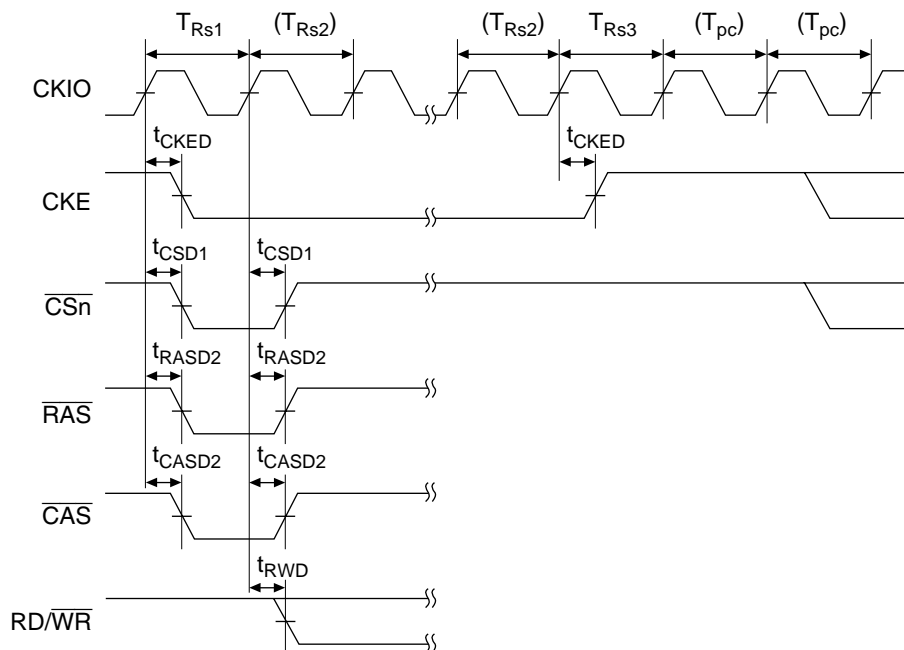 TRs1 (TRs2) (TRs2) TRs3 (Tpc) (Tpc)
CKIO
tCKED tCKED
CKE
tCSD1 tCSD1
CSn
tRASD2 tRASD2
RAS
tCASD2 tCASD2
CAS
tRWD
RD/WR